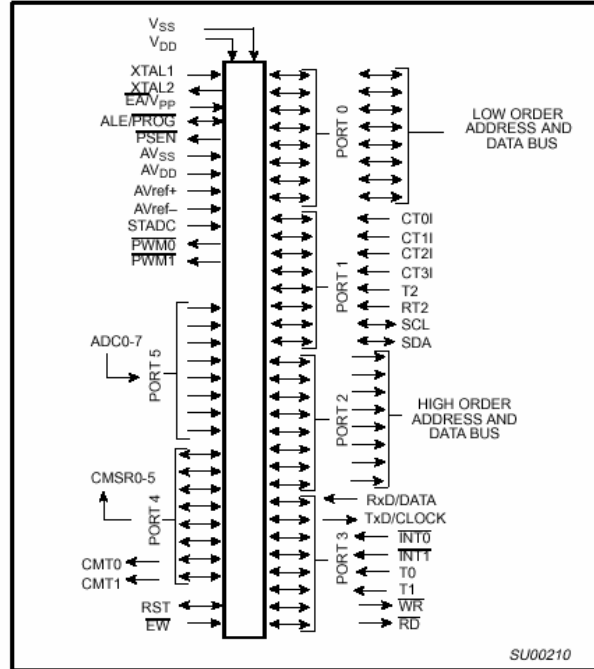 VSS
VDD
XTAL1
XTAL2
EA/VPP
ALE/PROG
PSEN
AVSS
AVDD
AVref+
AVref–
STADC
PWM0
PWM1
ADC0-7
PORT 5
CMSR0-5
PORT 4
CMT0
CMT1
RST
EW
PORT 0
LOW ORDER
ADDRESS AND
DATA BUS
PORT 1
CT0I
CT1I
CT2I
CT3I
T2
RT2
SCL
SDA
PORT 2
HIGH ORDER
ADDRESS AND
DATA BUS
PORT 3
RxD/DATA
TxD/CLOCK
INT0
INT1
T0
T1
WR
RD
SU00210